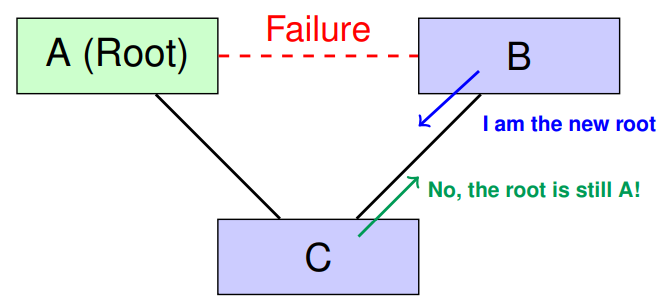 Failure
A (Root)
B
I am the new root
No, the root is still A!
C